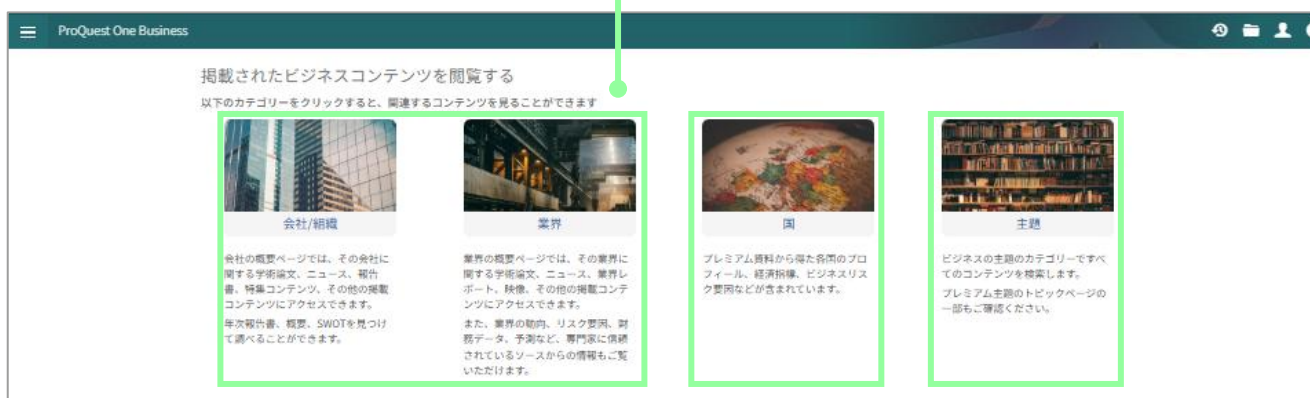 ProQuest One Business
掲載されたビジネスコンテンツを閲覧する
以下のカテゴリーをクリックすると、関連するコンテンツを見ることができます
会社/組織
会社の概要ページでは、その会社に
関する学術論文、ニュース、報告
書、特集コンテンツ、その他の掲載
コンテンツにアクセスできます。
年次報告書、概要、SWOTを見つけ
て調べることができます。
業界
業界の概要ページでは、その業界に
関する学術論文、ニュース、業界レ
ポート、映像、その他の掲載コンテ
ンツにアクセスできます。
また、業界の動向、リスク要因、財
務データ、予測など、専門家に信頼
されているソースからの情報もご覧
いただけます。
国
プレミアム資料から得た各国のプロ
フィール、経済指標、ビジネスリス
ク要因などが含まれています。
主題
ビジネスの主題のカテゴリーですべ
てのコンテンツを検索します。
プレミアム主題のトピックページの
一部もご確認ください。